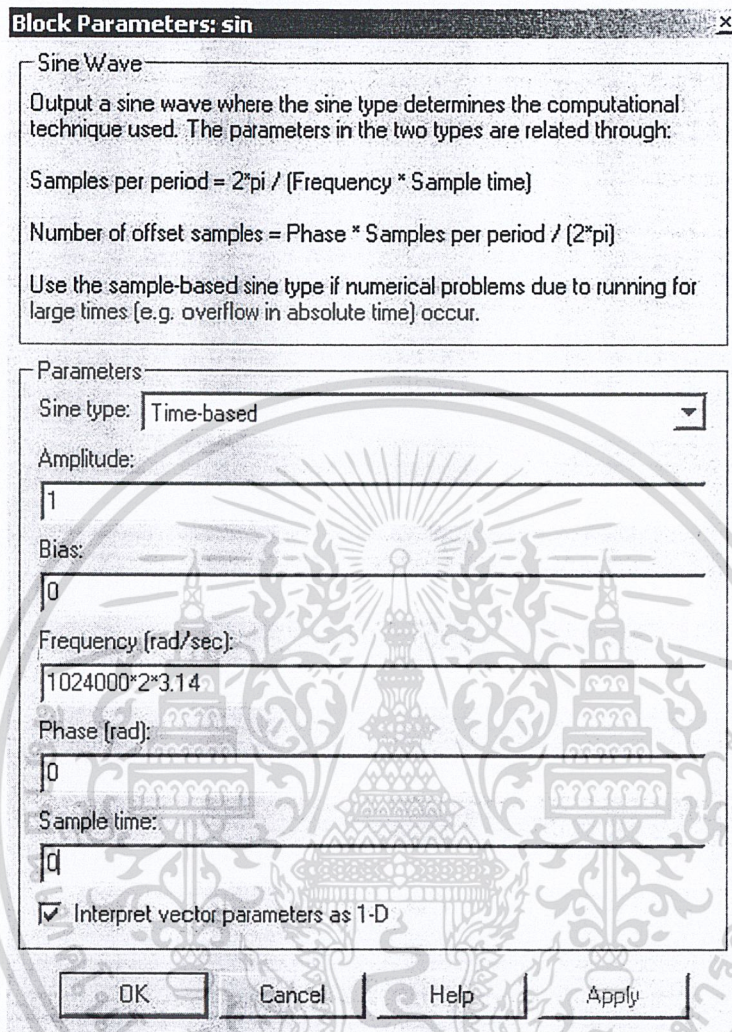 Block Parameters: sin
Sine Wave
Output a sine wave where the sine type determines the computational
technique used. The parameters in the two types are related through:
Samples per period = 2*pi / (Frequency * Sample time)
Number of offset samples = Phase * Samples per period / (2*pi)
Use the sample-based sine type if numerical problems due to running for
large times (e.g. overflow in absolute time) occur.
Parameters
Sine type: Time-based
Amplitude:
1
Bias:
0
Frequency (rad/sec):
1024000*2*3.14
Phase (rad):
0
Sample time:
0
Interpret vector parameters as 1-D
OK Cancel Help Apply